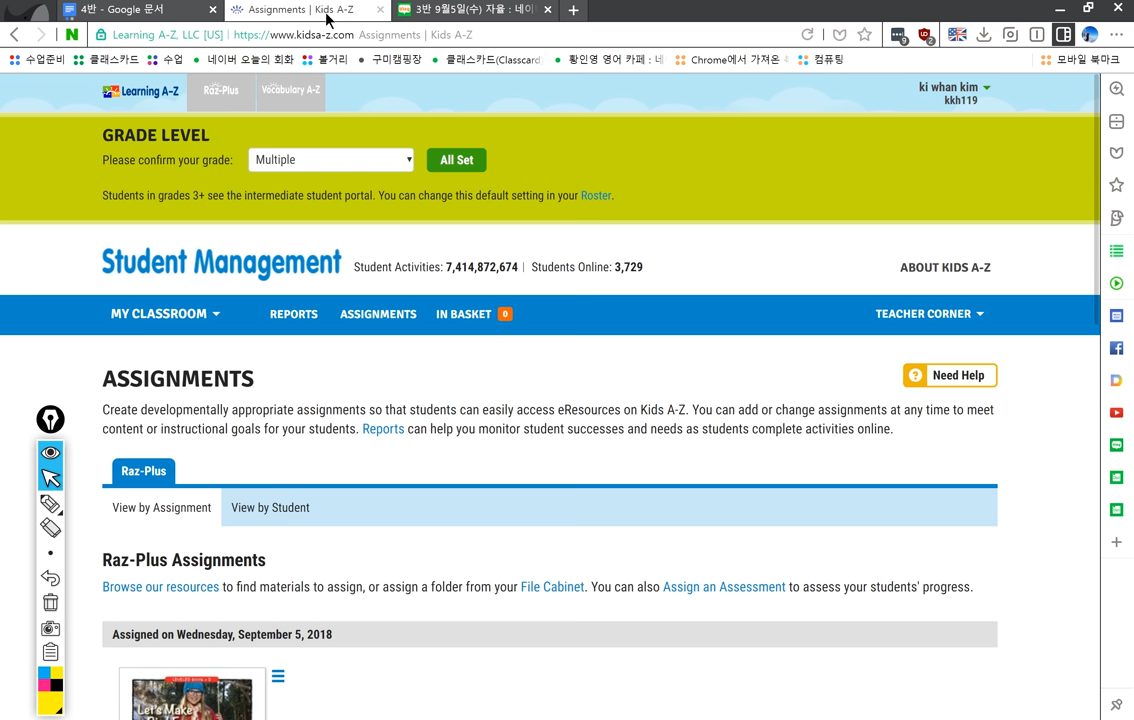 4반 - Google 문서
Assignments | Kids A-Z
3반 9월5일(수) 자율 : 네이
Learning A-Z, LLC [US] | https://www.kidsa-z.com Assignments | Kids A-Z
수업준비 클래스카드 수업 네이버 오늘의 회화 볼거리 구미캠핑장 클래스카드(Classcard) 황인영 영어 카페 : 네 Chrome에서 가져온 컴퓨팅 모바일 북마크
Learning A-Z Raz-Plus Vocabulary A-Z
ki whan kim
kkh119
GRADE LEVEL
Please confirm your grade: Multiple All Set
Students in grades 3+ see the intermediate student portal. You can change this default setting in your Roster.
Student Management Student Activities: 7,414,872,674 | Students Online: 3,729 ABOUT KIDS A-Z
MY CLASSROOM REPORTS ASSIGNMENTS IN BASKET 0 TEACHER CORNER
ASSIGNMENTS
? Need Help
Create developmentally appropriate assignments so that students can easily access eResources on Kids A-Z. You can add or change assignments at any time to meet
content or instructional goals for your students. Reports can help you monitor student successes and needs as students complete activities online.
Raz-Plus
View by Assignment View by Student
Raz-Plus Assignments
Browse our resources to find materials to assign, or assign a folder from your File Cabinet. You can also Assign an Assessment to assess your students' progress.
Assigned on Wednesday, September 5, 2018
Let's Make